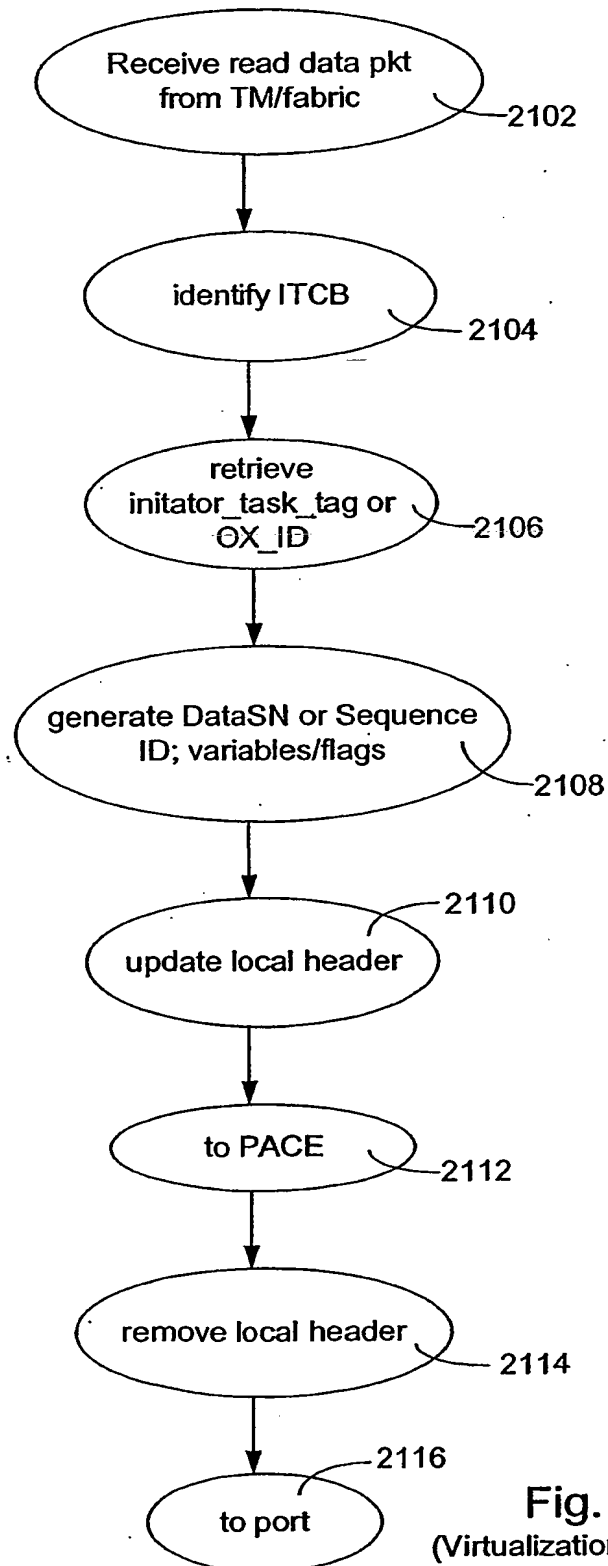 Receive read data pkt
from TM/fabric
2102
identify ITCB
2104
retrieve
initator_task_tag or
OX_ID
2106
generate DataSN or Sequence
ID; variables/flags
2108
2110
update local header
to PACE
2112
remove local header
2114
2116
to port
Fig.
(Virtualization